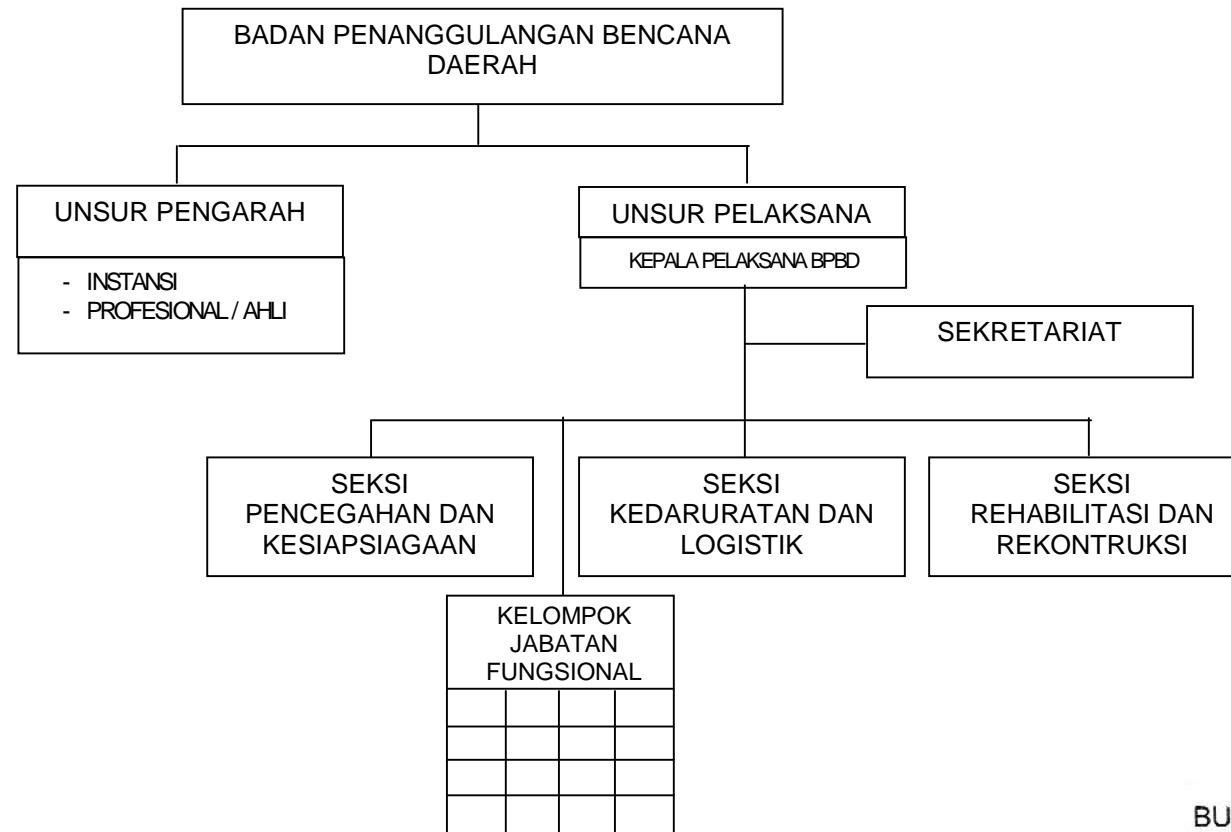 BADAN PENANGGULANGAN BENCANA
DAERAH
UNSUR PENGARAH
- INSTANSI
- PROFESIONAL / AHLI
UNSUR PELAKSANA
KEPALA PELAKSANA BPBD
SEKRETARIAT
SEKSI
PENCEGAHAN DAN
KESIAPSIAGAAN
SEKSI
KEDARURATAN DAN
LOGISTIK
SEKSI
REHABILITASI DAN
REKONTRUKSI
KELOMPOK
JABATAN
FUNGSIONAL
BU